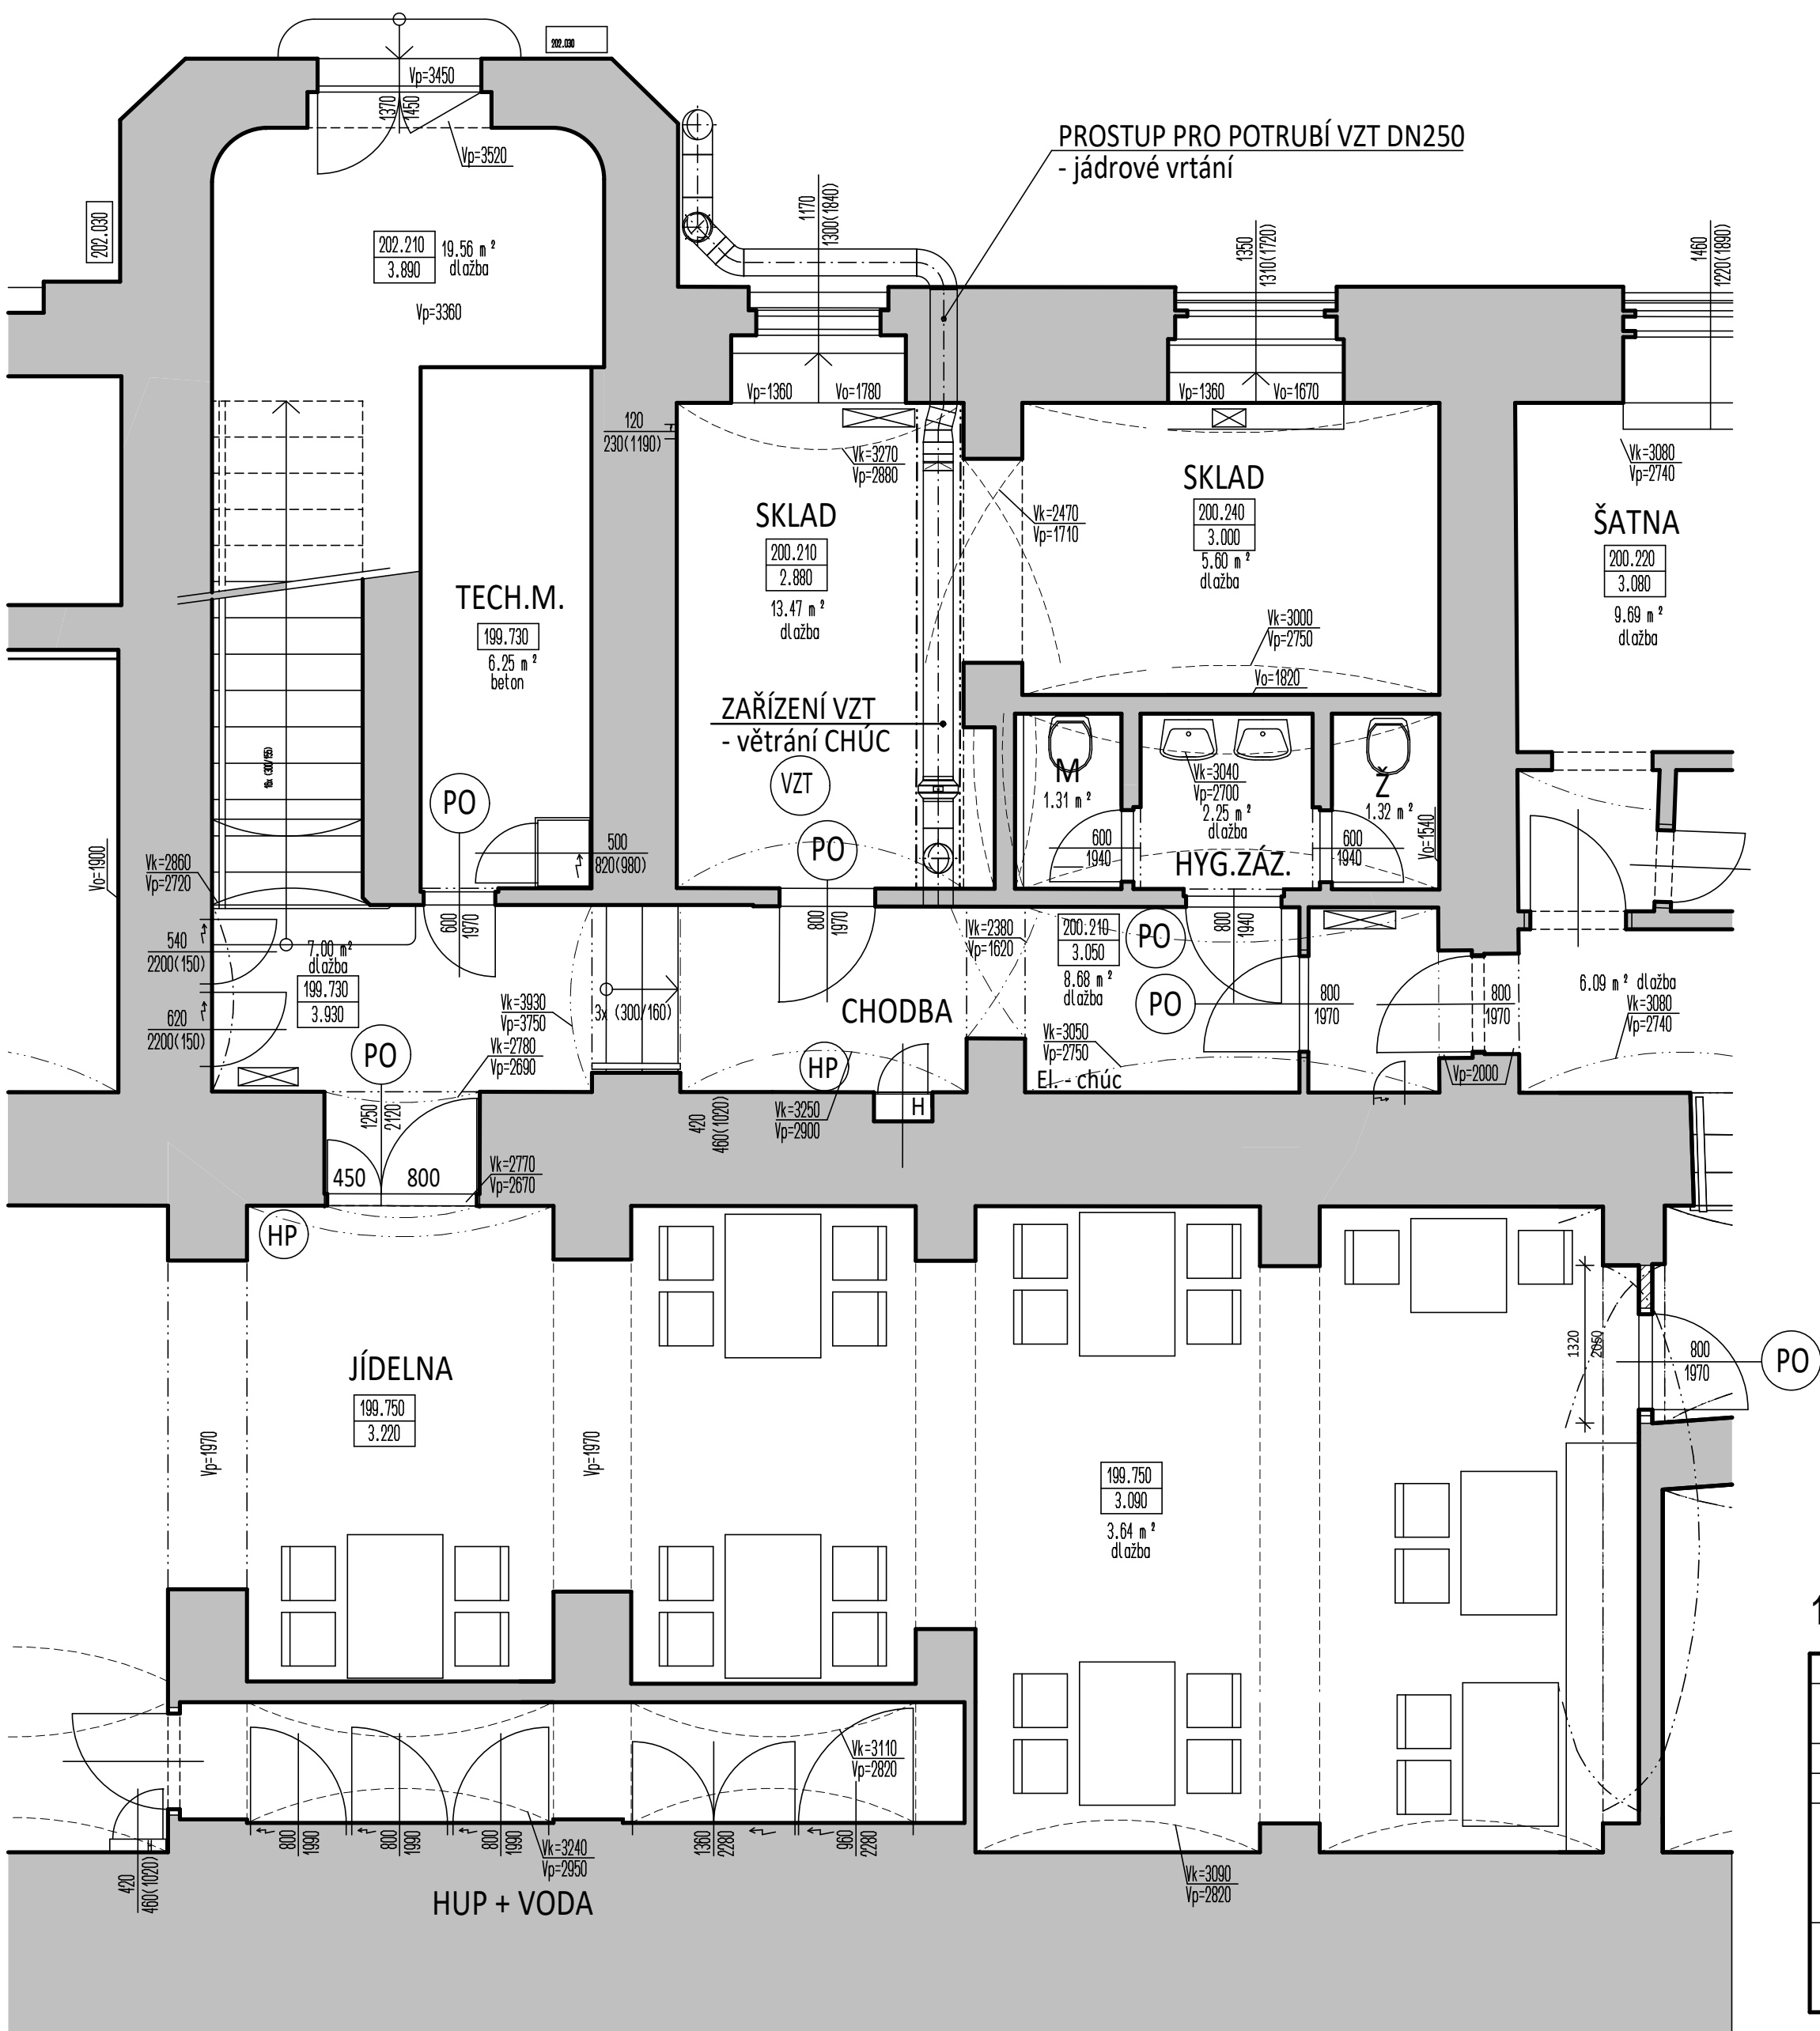 202.030
Vp=3450
1370
1450
Vp=3520
202.030
202.210
3.890
19.56 m²
dlažba
Vp=3360
PROSTUP PRO POTRUBÍ VZT DN250
- jádrové vrtání
1170
1300(1840)
1350
1310(1720)
1460
1220(1890)
Vp=1360
Vo=1780
Vp=1360
Vo=1670
120
230(1190)
Vk=3270
Vp=2880
Vk=2470
Vp=1710
Vk=3080
Vp=2740
SKLAD
200.210
2.880
13.47 m²
dlažba
SKLAD
200.240
3.000
5.60 m²
dlažba
ŠATNA
200.220
3.080
9.69 m²
dlažba
TECH.M.
199.730
6.25 m²
beton
Vk=3000
Vp=2750
Vo=1820
ZAŘÍZENÍ VZT
- větrání CHÚC
VZT
PO
PO
M
1.31 m²
Vk=3040
Vp=2700
2.25 m²
dlažba
Ž
1.32 m²
Vo=1540
600
1940
600
1940
HYG.ZÁZ.
500
820(980)
Vo=1900
Vk=2860
Vp=2720
540
2200(150)
620
2200(150)
7.00 m²
dlažba
199.730
3.930
600
1970
800
1970
800
1940
Vk=3930
Vp=3750
Vk=2780
Vp=2690
3x (300/160)
CHODBA
Vk=2380
Vp=1620
200.210
3.050
8.68 m²
dlažba
PO
PO
PO
800
1970
800
1970
6.09 m² dlažba
Vk=3080
Vp=2740
Vp=2000
Vk=3050
Vp=2750
El. - chúc
HP
H
Vk=3250
Vp=2900
420
460(1020)
1250
2120
450
800
Vk=2770
Vp=2670
HP
JÍDELNA
199.750
3.220
Vp=1970
Vp=1970
199.750
3.090
3.64 m²
dlažba
1320
2050
800
1970
PO
Vk=3110
Vp=2820
800
1990
800
1990
800
1990
Vk=3240
Vp=2950
1360
2280
960
2280
420
460(1020)
Vk=3090
Vp=2820
HUP + VODA